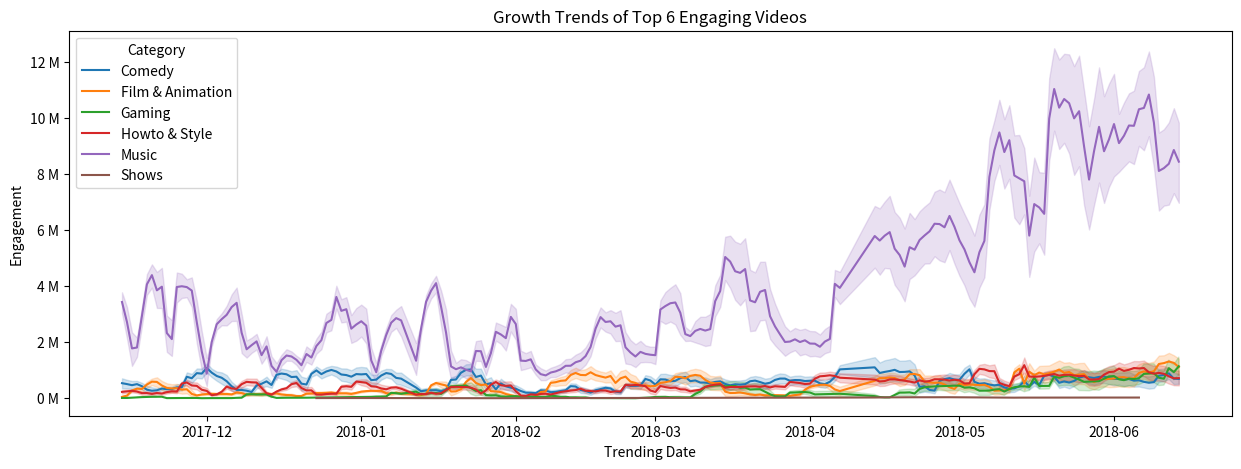 Growth Trends of Top 6 Engaging Videos
12 M
10 M
8 M
6 M
4 M
2 M
0 M
Engagement
Category
Comedy
Film & Animation
Gaming
Howto & Style
Music
Shows
2017-12
2018-01
2018-02
2018-03
2018-04
2018-05
2018-06
Trending Date